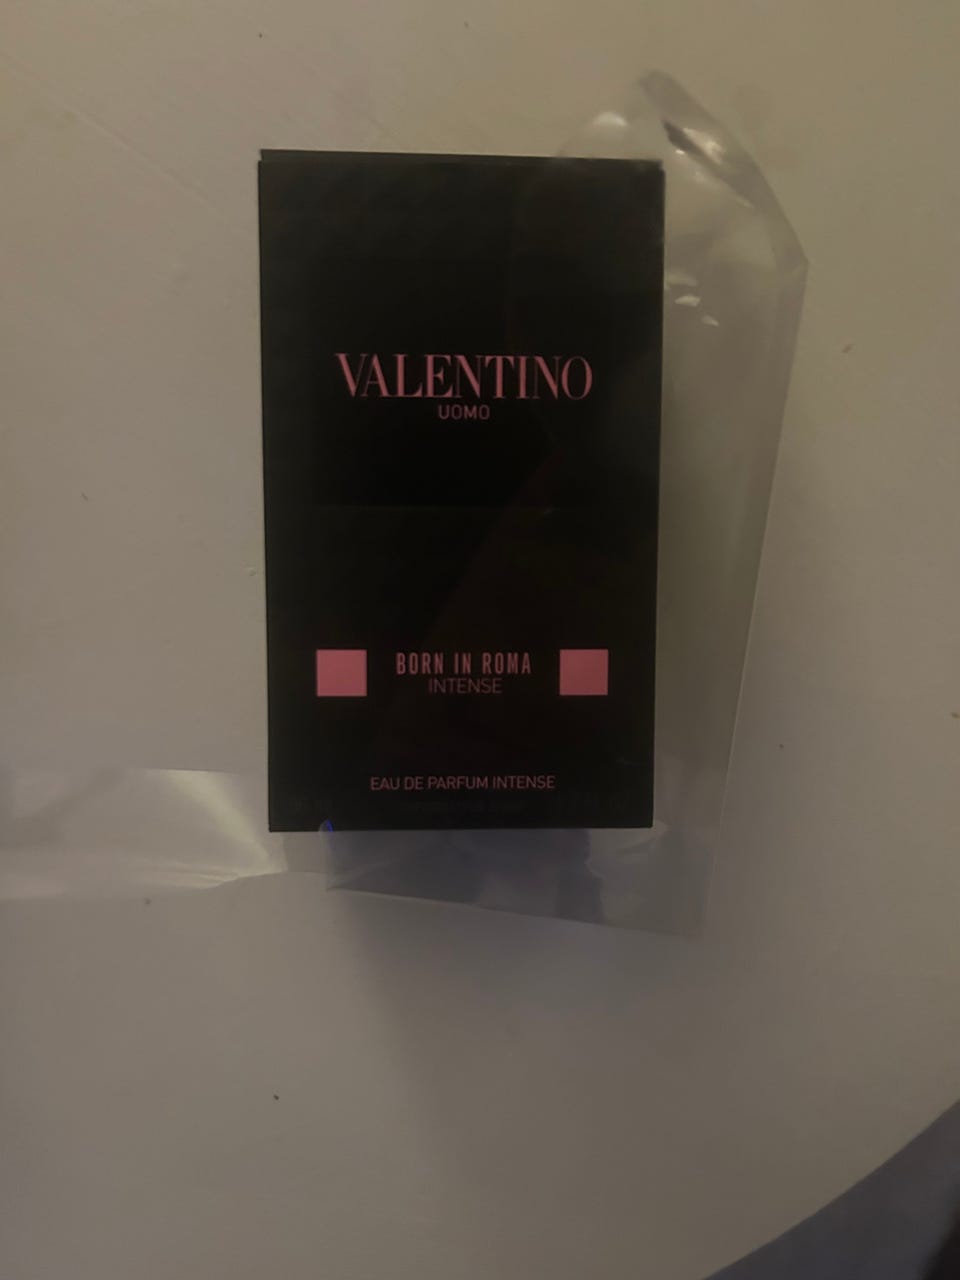 VALENTINO
UOMO
BORN IN ROMA
INTENSE
EAU DE PARFUM INTENSE